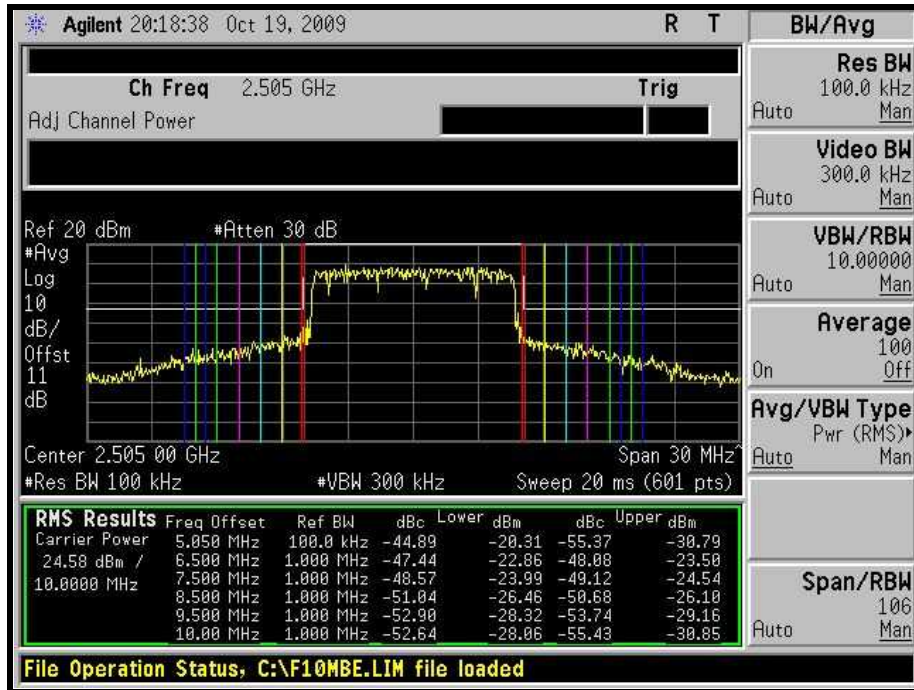 Agilent 20:18:38 Oct 19, 2009 R T
BW/Avg
Ch Freq 2.505 GHz Trig
Adj Channel Power
Ref 20 dBm #Atten 30 dB
#Avg
Log
10
dB/
Offst
11
dB
Center 2.505 00 GHz Span 30 MHz^
#Res BW 100 kHz #VBW 300 kHz Sweep 20 ms (601 pts)
RMS Results Freq Offset Ref BW dBc Lower dBm dBc Upper dBm
Carrier Power 5.050 MHz 100.0 kHz -44.89 -20.31 -55.37 -30.79
24.58 dBm / 6.500 MHz 1.000 MHz -47.44 -22.86 -48.08 -23.50
10.0000 MHz 7.500 MHz 1.000 MHz -48.57 -23.99 -49.12 -24.54
8.500 MHz 1.000 MHz -51.04 -26.46 -50.68 -26.10
9.500 MHz 1.000 MHz -52.90 -28.32 -53.74 -29.16
10.00 MHz 1.000 MHz -52.64 -28.06 -55.43 -30.85
File Operation Status, C:\F10MBE.LIM file loaded
Res BW
100.0 kHz
Auto Man
Video BW
300.0 kHz
Auto Man
VBW/RBW
10.00000
Auto Man
Average
100
On Off
Avg/VBW Type
Pwr (RMS)▸
Auto Man
Span/RBW
106
Auto Man